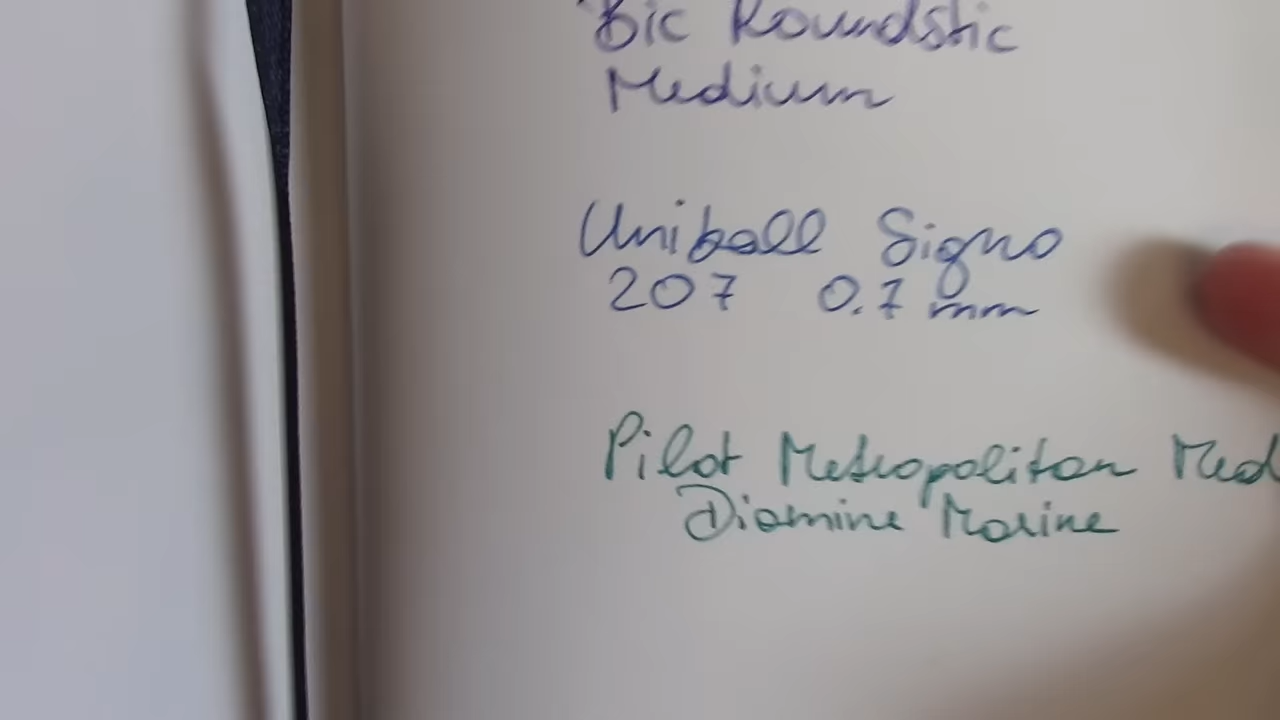 Bic Roundstic
Medium
Uniball Signo
207 0.7 mm
Pilot Metropolitan Med
Diamine Marine